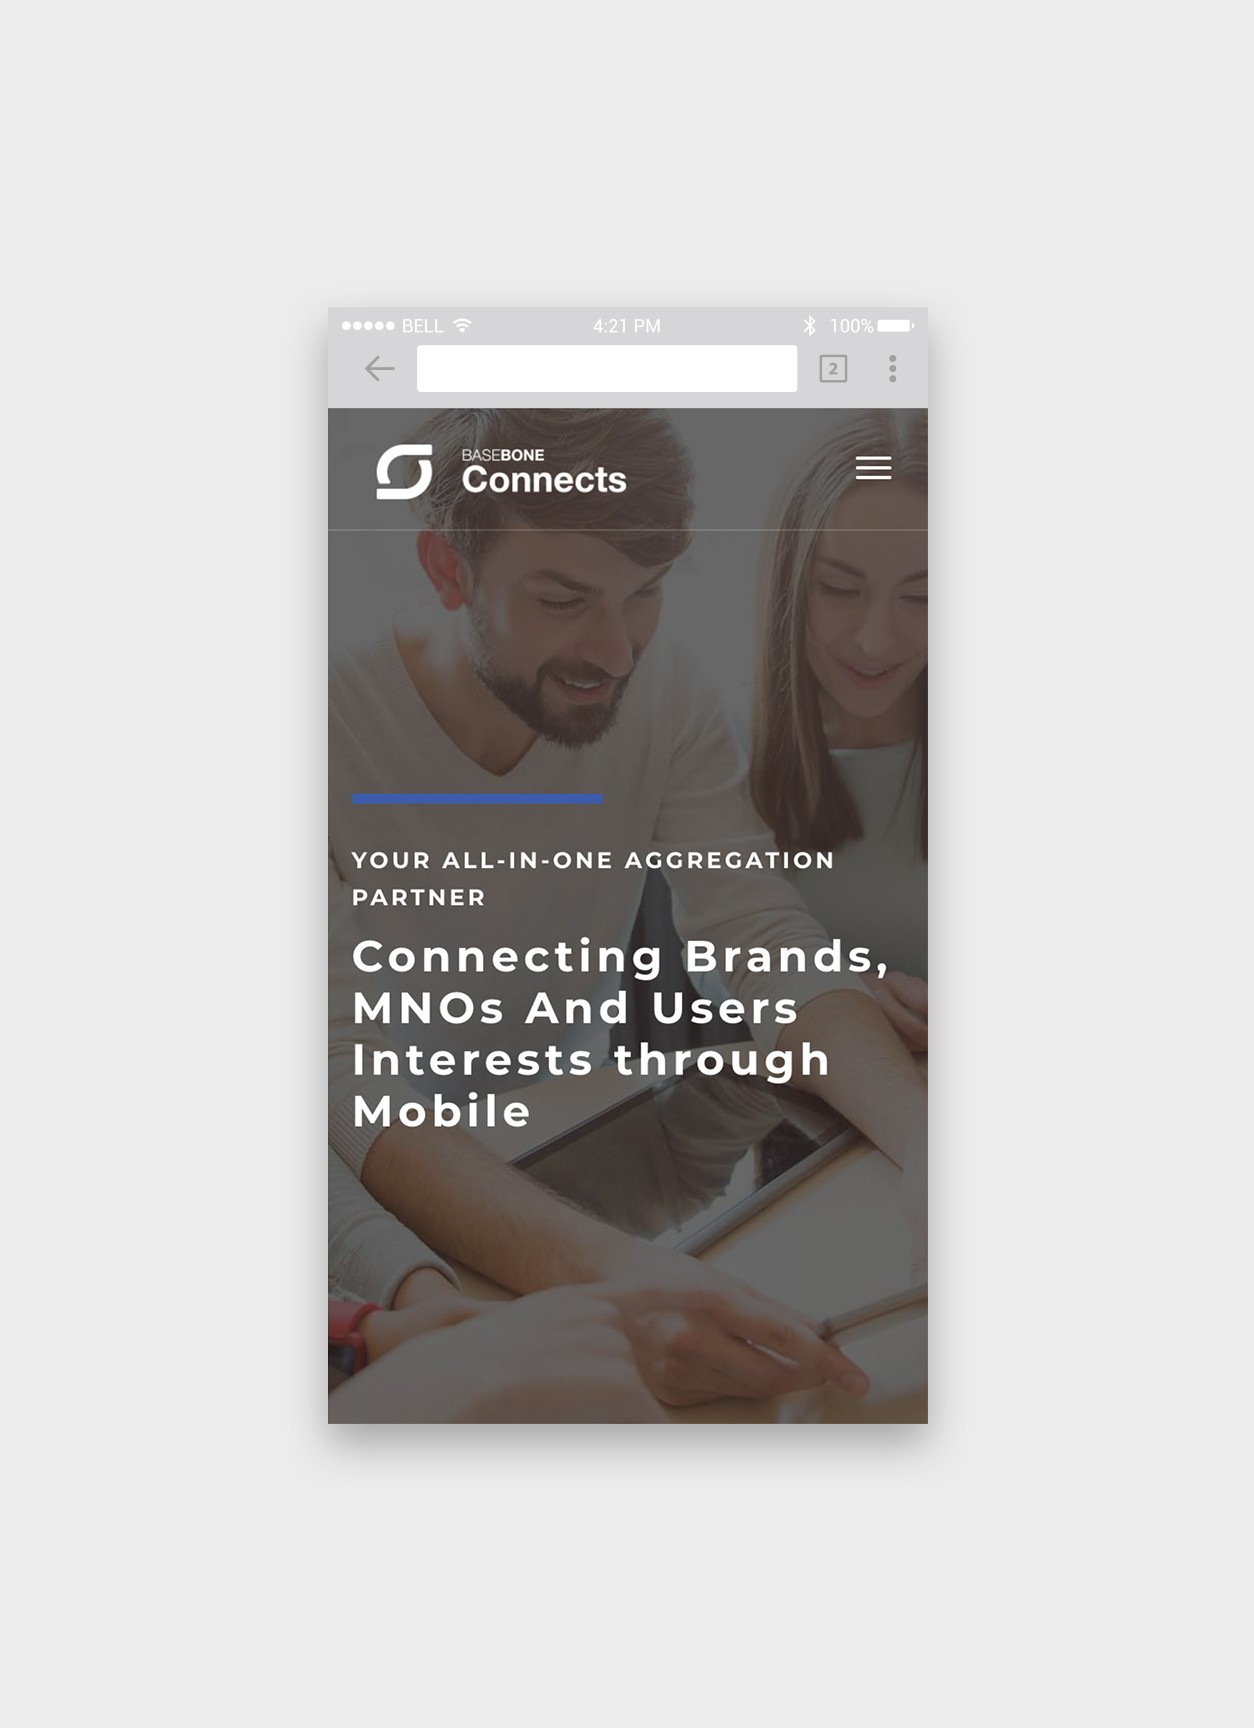 BELL 4:21 PM 100%
2
BASEBONE
Connects
YOUR ALL-IN-ONE AGGREGATION
PARTNER
Connecting Brands,
MNOs And Users
Interests through
Mobile